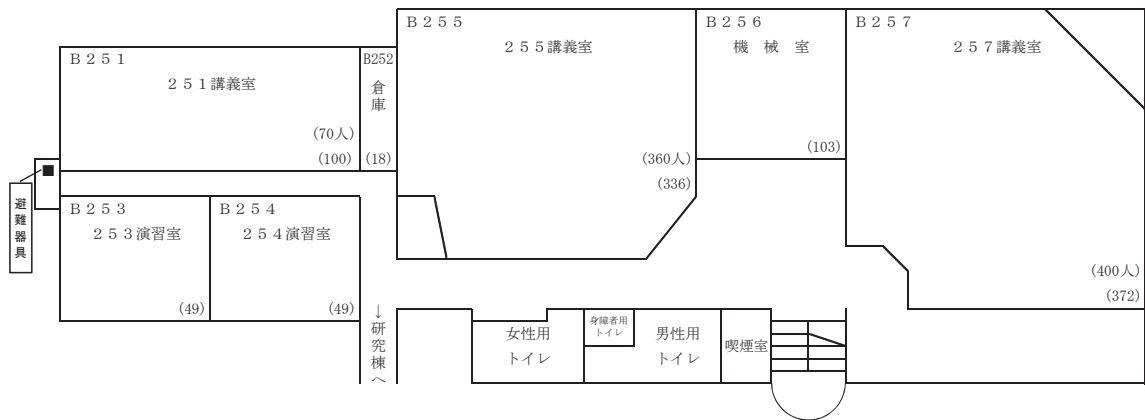 Ｂ２５１
２５１講義室
(70人)
(100)
B252
倉庫
(18)
Ｂ２５５
２５５講義室
(360人)
(336)
Ｂ２５６
機　械　室
(103)
Ｂ２５７
２５７講義室
(400人)
(372)
避難器具
Ｂ２５３
２５３演習室
(49)
Ｂ２５４
２５４演習室
(49)
↓研究棟へ
女性用
トイレ
身障者用
トイレ
男性用
トイレ
喫煙室